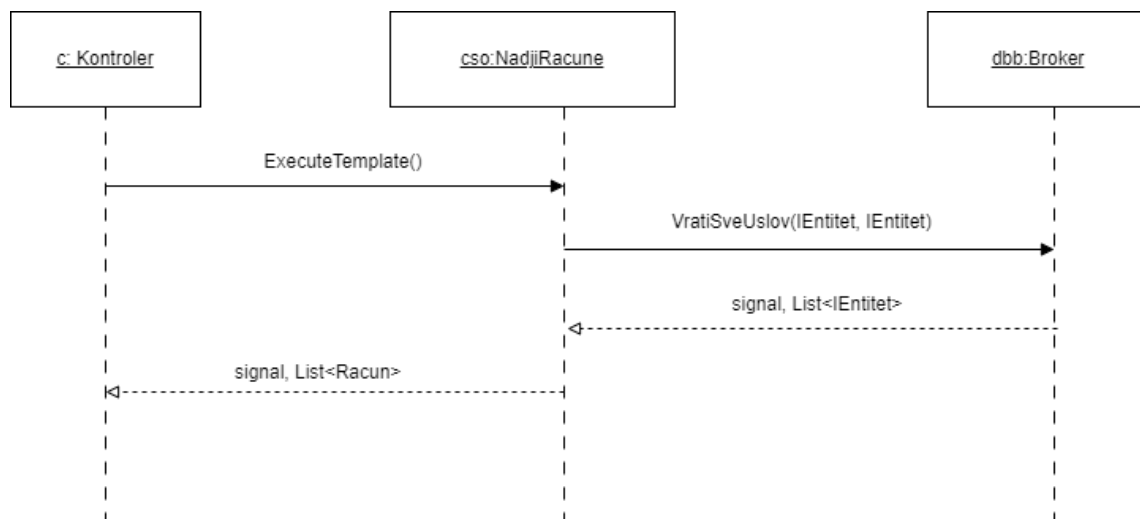 c: Kontroler
cso:NadjiRacune
dbb:Broker
ExecuteTemplate()
VratiSveUslov(IEntitet, IEntitet)
signal, List<IEntitet>
signal, List<Racun>